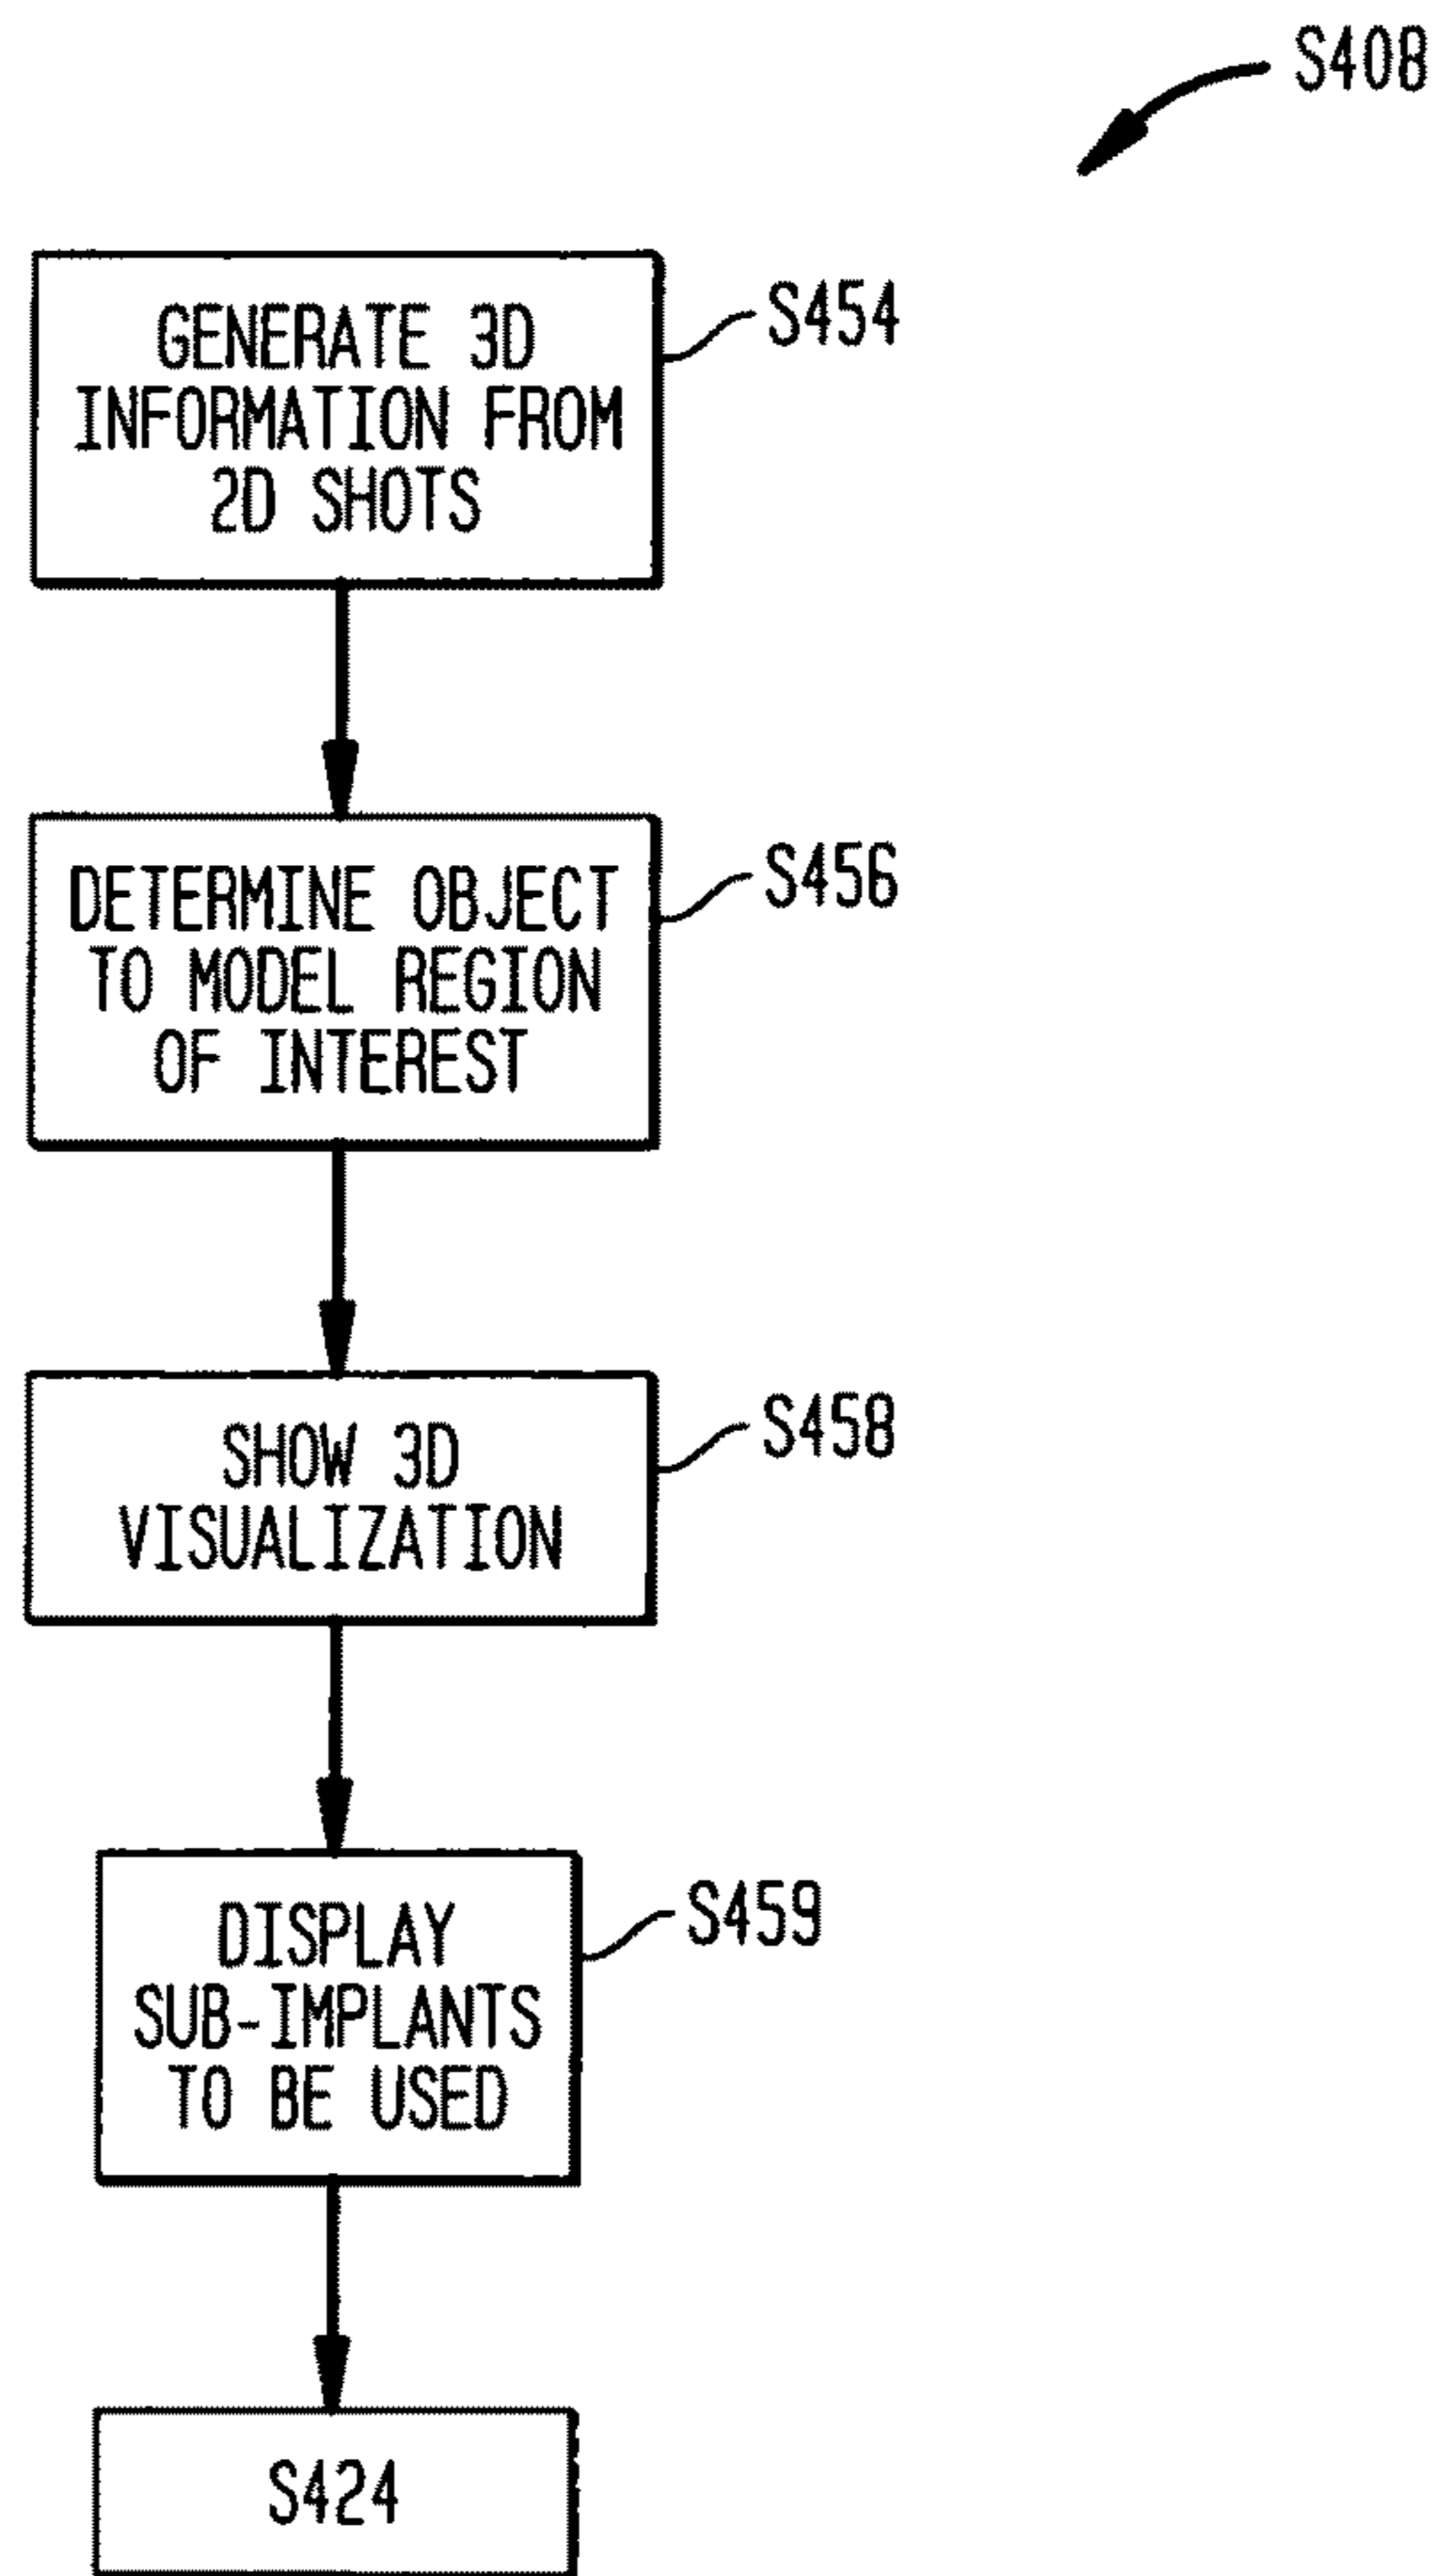 S408
GENERATE 3D
INFORMATION FROM
2D SHOTS
S454
DETERMINE OBJECT
TO MODEL REGION
OF INTEREST
S456
SHOW 3D
VISUALIZATION
S458
DISPLAY
SUB-IMPLANTS
TO BE USED
S459
S424